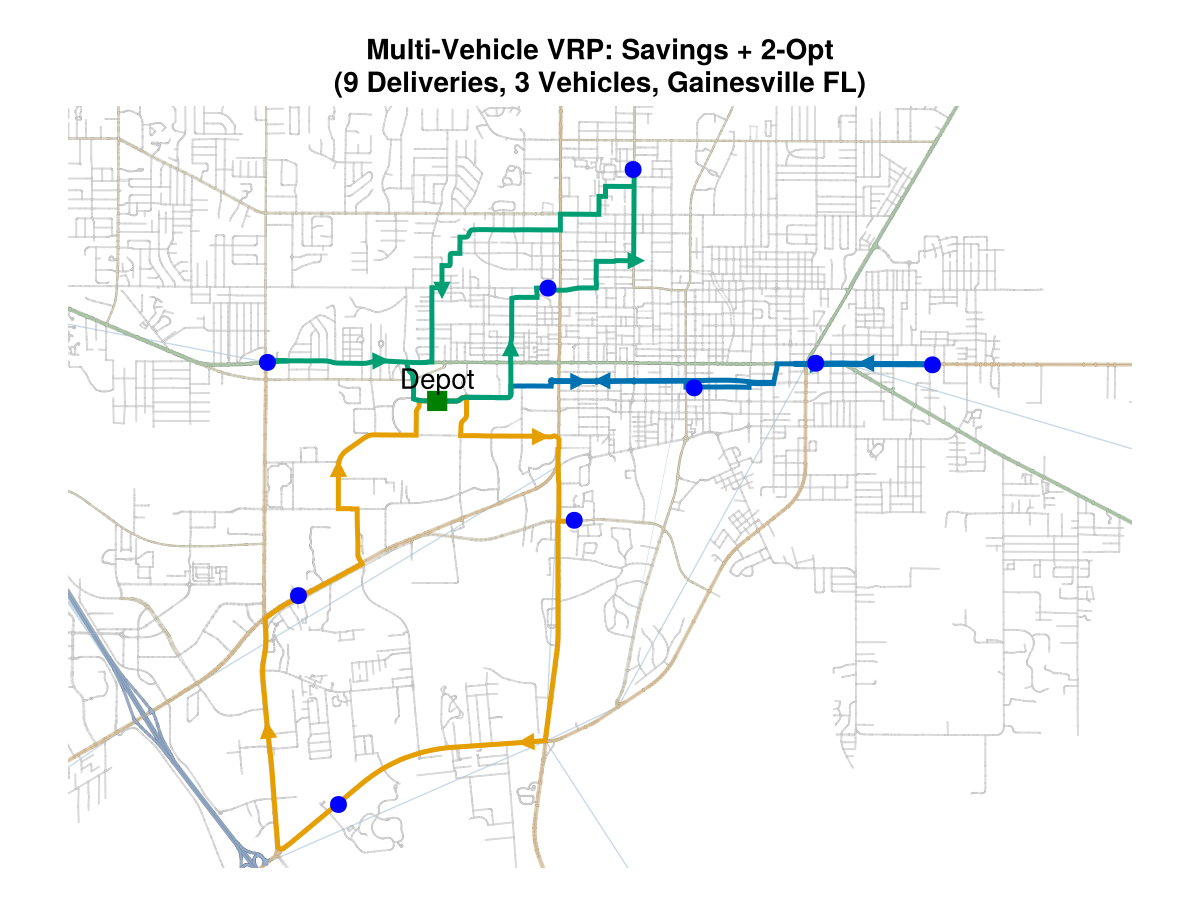 Multi-Vehicle VRP: Savings + 2-Opt
(9 Deliveries, 3 Vehicles, Gainesville FL)
Depot